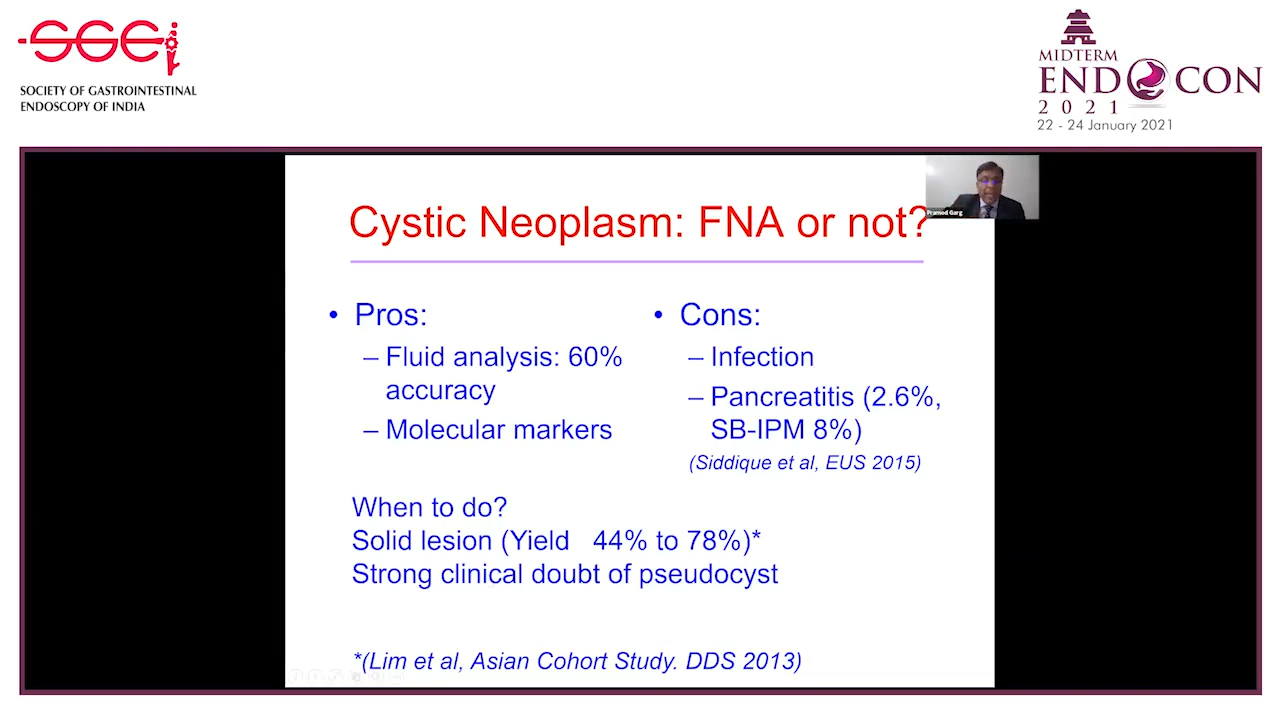 SGEi
SOCIETY OF GASTROINTESTINAL
ENDOSCOPY OF INDIA
MIDTERM
ENDOCON
2021
22 - 24 January 2021
Pramod Garg
Cystic Neoplasm: FNA or not?
• Pros:
– Fluid analysis: 60%
accuracy
– Molecular markers
• Cons:
– Infection
– Pancreatitis (2.6%,
SB-IPM 8%)
(Siddique et al, EUS 2015)
When to do?
Solid lesion (Yield 44% to 78%)*
Strong clinical doubt of pseudocyst
*(Lim et al, Asian Cohort Study. DDS 2013)